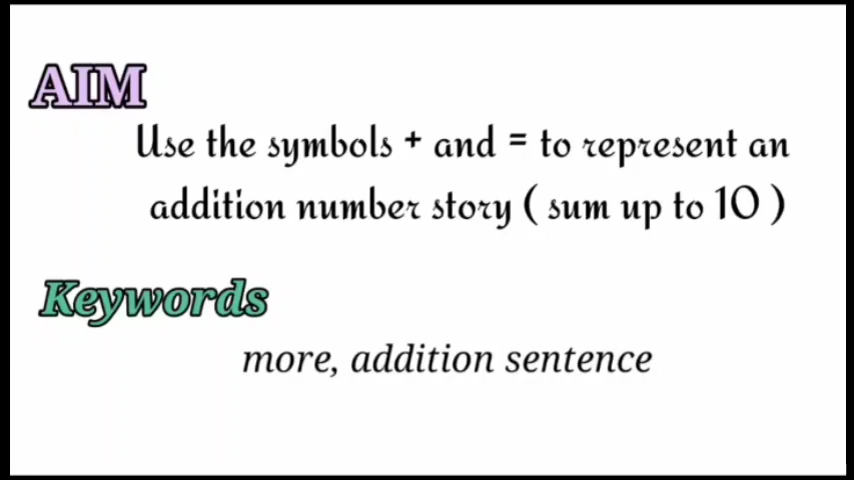 AIM
Use the symbols + and = to represent an
addition number story ( sum up to 10 )
Keywords
more, addition sentence